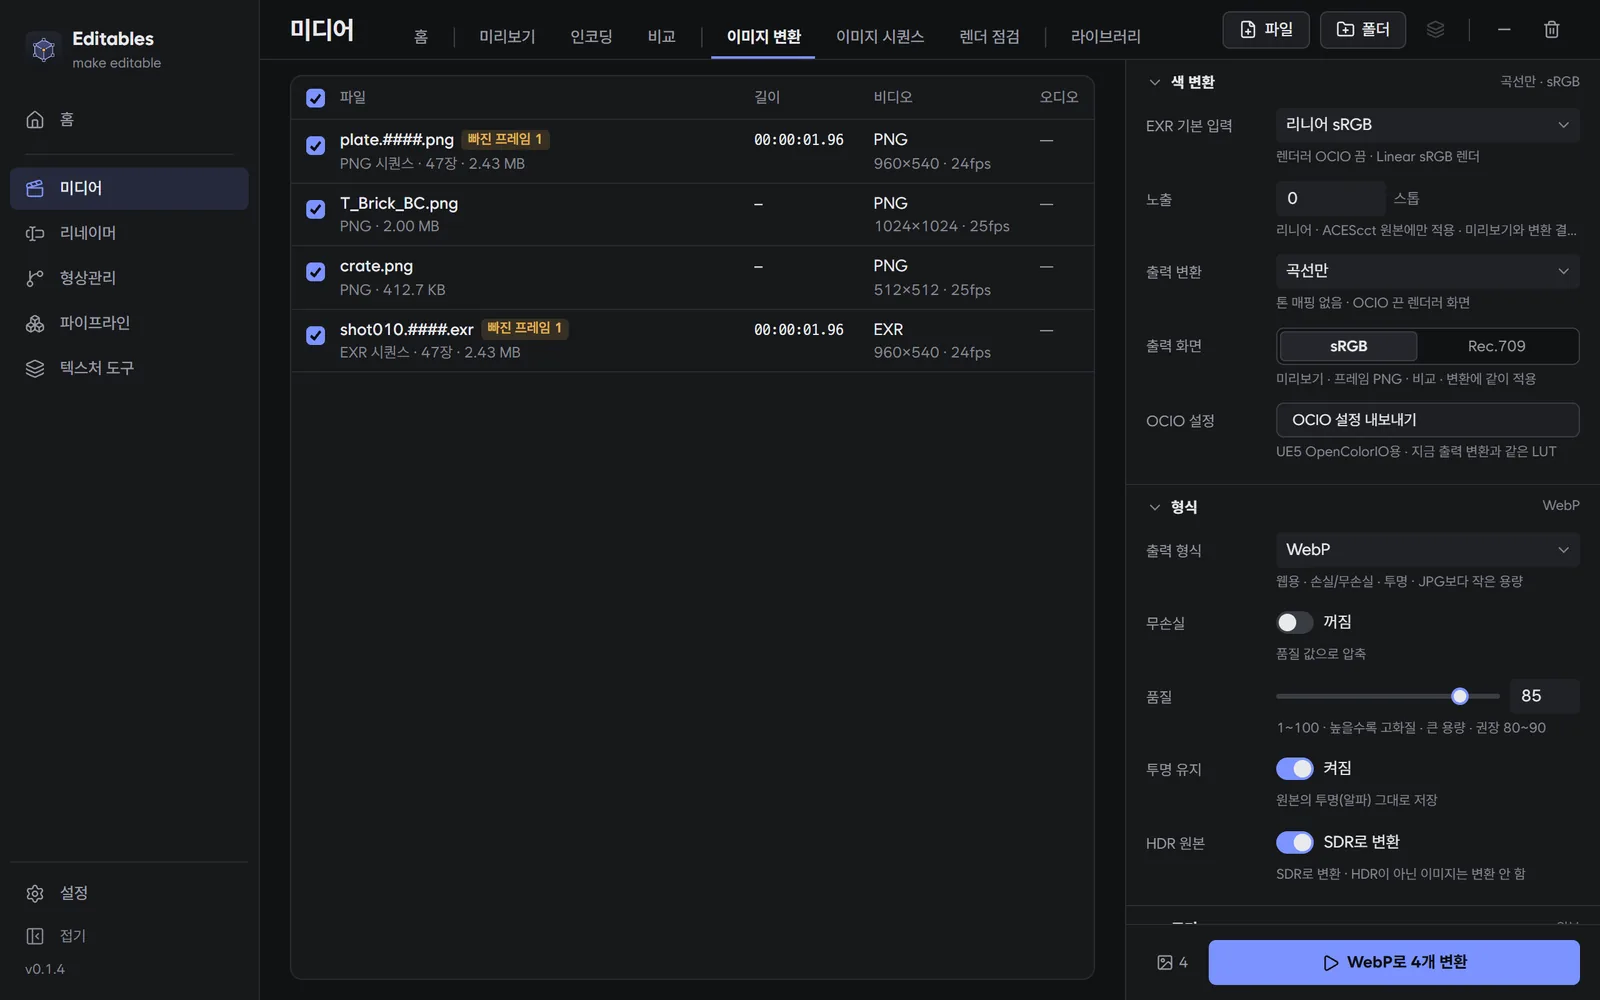 Editables
make editable
홈
미디어
리네이머
형상관리
파이프라인
텍스처 도구
설정
접기
v0.1.4
미디어
홈
미리보기
인코딩
비교
이미지 변환
이미지 시퀀스
렌더 점검
라이브러리
파일
폴더
파일 길이 비디오 오디오
plate.####.png 빠진 프레임 1 00:00:01.96 PNG —
PNG 시퀀스 · 47장 · 2.43 MB 960×540 · 24fps
T_Brick_BC.png – PNG —
PNG · 2.00 MB 1024×1024 · 25fps
crate.png – PNG —
PNG · 412.7 KB 512×512 · 25fps
shot010.####.exr 빠진 프레임 1 00:00:01.96 EXR —
EXR 시퀀스 · 47장 · 2.43 MB 960×540 · 24fps
색 변환 곡선만 · sRGB
EXR 기본 입력 리니어 sRGB
렌더러 OCIO 끔 · Linear sRGB 렌더
노출 0 스톱
리니어 · ACEScct 원본에만 적용 · 미리보기와 변환 결...
출력 변환 곡선만
톤 매핑 없음 · OCIO 끈 렌더러 화면
출력 화면 sRGB Rec.709
미리보기 · 프레임 PNG · 비교 · 변환에 같이 적용
OCIO 설정 OCIO 설정 내보내기
UE5 OpenColorIO용 · 지금 출력 변환과 같은 LUT
형식 WebP
출력 형식 WebP
웹용 · 손실/무손실 · 투명 · JPG보다 작은 용량
무손실 꺼짐
품질 값으로 압축
품질 85
1~100 · 높을수록 고화질 · 큰 용량 · 권장 80~90
투명 유지 켜짐
원본의 투명(알파) 그대로 저장
HDR 원본 SDR로 변환
SDR로 변환 · HDR이 아닌 이미지는 변환 안 함
4 WebP로 4개 변환